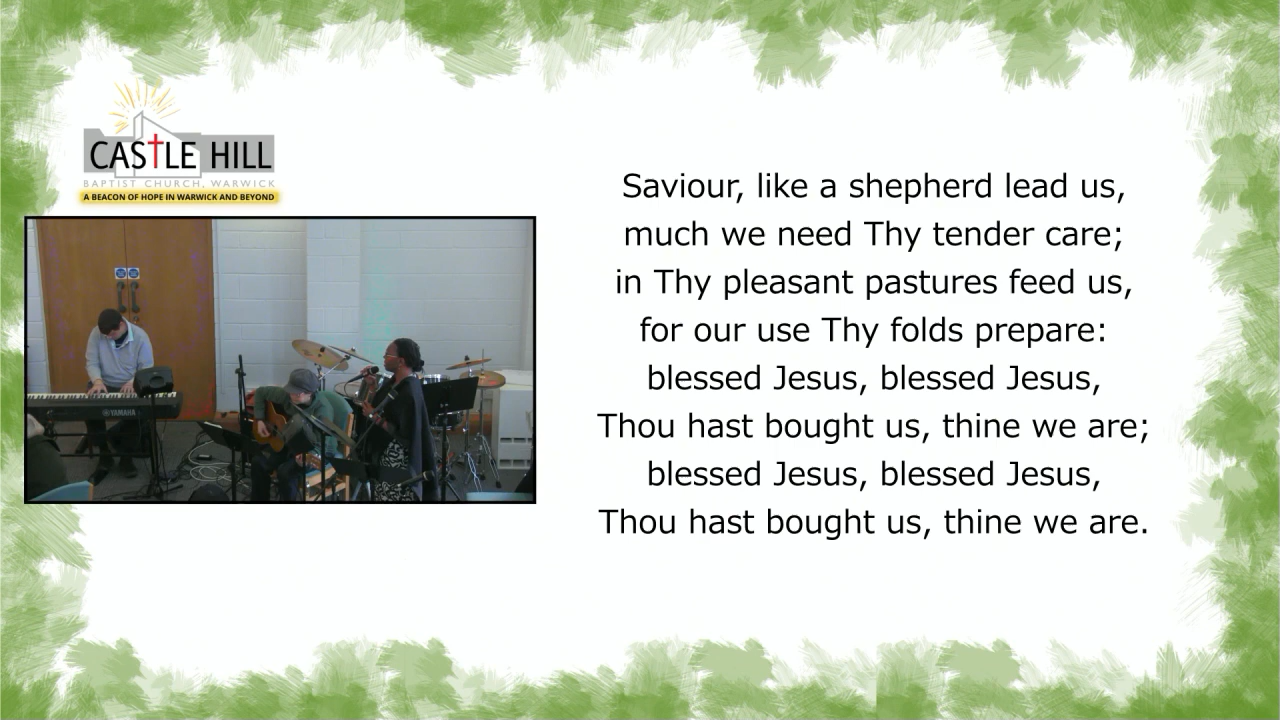 CASTLE HILL
BAPTIST CHURCH, WARWICK
A BEACON OF HOPE IN WARWICK AND BEYOND
YAMAHA
Saviour, like a shepherd lead us,
much we need Thy tender care;
in Thy pleasant pastures feed us,
for our use Thy folds prepare:
blessed Jesus, blessed Jesus,
Thou hast bought us, thine we are;
blessed Jesus, blessed Jesus,
Thou hast bought us, thine we are.